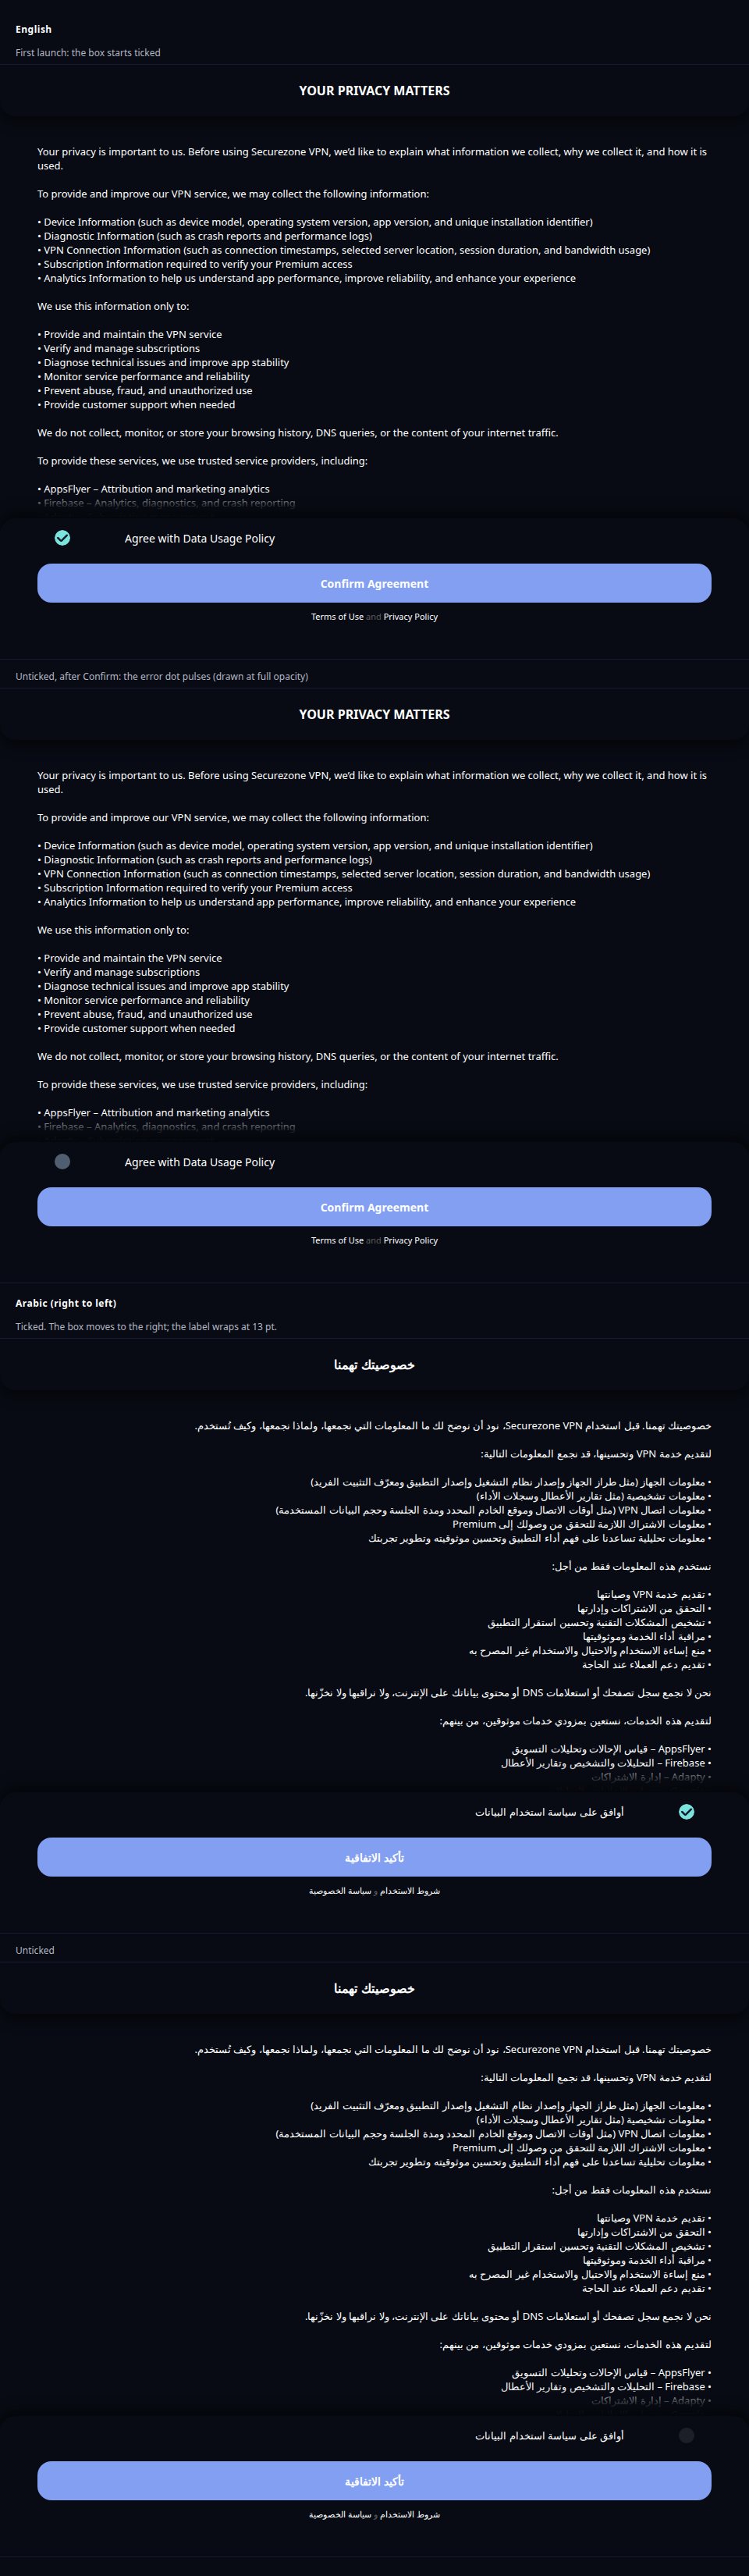 English
First launch: the box starts ticked
YOUR PRIVACY MATTERS
Your privacy is important to us. Before using Securezone VPN, we’d like to explain what information we collect, why we collect it, and how it is
used.
To provide and improve our VPN service, we may collect the following information:
• Device Information (such as device model, operating system version, app version, and unique installation identifier)
• Diagnostic Information (such as crash reports and performance logs)
• VPN Connection Information (such as connection timestamps, selected server location, session duration, and bandwidth usage)
• Subscription Information required to verify your Premium access
• Analytics Information to help us understand app performance, improve reliability, and enhance your experience
We use this information only to:
• Provide and maintain the VPN service
• Verify and manage subscriptions
• Diagnose technical issues and improve app stability
• Monitor service performance and reliability
• Prevent abuse, fraud, and unauthorized use
• Provide customer support when needed
We do not collect, monitor, or store your browsing history, DNS queries, or the content of your internet traffic.
To provide these services, we use trusted service providers, including:
• AppsFlyer – Attribution and marketing analytics
• Firebase – Analytics, diagnostics, and crash reporting
Agree with Data Usage Policy
Confirm Agreement
Terms of Use and Privacy Policy
Unticked, after Confirm: the error dot pulses (drawn at full opacity)
YOUR PRIVACY MATTERS
Your privacy is important to us. Before using Securezone VPN, we’d like to explain what information we collect, why we collect it, and how it is
used.
To provide and improve our VPN service, we may collect the following information:
• Device Information (such as device model, operating system version, app version, and unique installation identifier)
• Diagnostic Information (such as crash reports and performance logs)
• VPN Connection Information (such as connection timestamps, selected server location, session duration, and bandwidth usage)
• Subscription Information required to verify your Premium access
• Analytics Information to help us understand app performance, improve reliability, and enhance your experience
We use this information only to:
• Provide and maintain the VPN service
• Verify and manage subscriptions
• Diagnose technical issues and improve app stability
• Monitor service performance and reliability
• Prevent abuse, fraud, and unauthorized use
• Provide customer support when needed
We do not collect, monitor, or store your browsing history, DNS queries, or the content of your internet traffic.
To provide these services, we use trusted service providers, including:
• AppsFlyer – Attribution and marketing analytics
• Firebase – Analytics, diagnostics, and crash reporting
Agree with Data Usage Policy
Confirm Agreement
Terms of Use and Privacy Policy
Arabic (right to left)
Ticked. The box moves to the right; the label wraps at 13 pt.
خصوصيتك تهمنا
خصوصيتك تهمنا. قبل استخدام Securezone VPN، نود أن نوضح لك ما المعلومات التي نجمعها، ولماذا نجمعها، وكيف تُستخدم.
لتقديم خدمة VPN وتحسينها، قد نجمع المعلومات التالية:
• معلومات الجهاز (مثل طراز الجهاز وإصدار نظام التشغيل وإصدار التطبيق ومعرّف التثبيت الفريد)
• معلومات تشخيصية (مثل تقارير الأعطال وسجلات الأداء)
• معلومات اتصال VPN (مثل أوقات الاتصال وموقع الخادم المحدد ومدة الجلسة وحجم البيانات المستخدمة)
• معلومات الاشتراك اللازمة للتحقق من وصولك إلى Premium
• معلومات تحليلية تساعدنا على فهم أداء التطبيق وتحسين موثوقيته وتطوير تجربتك
نستخدم هذه المعلومات فقط من أجل:
• تقديم خدمة VPN وصيانتها
• التحقق من الاشتراكات وإدارتها
• تشخيص المشكلات التقنية وتحسين استقرار التطبيق
• مراقبة أداء الخدمة وموثوقيتها
• منع إساءة الاستخدام والاحتيال والاستخدام غير المصرح به
• تقديم دعم العملاء عند الحاجة
نحن لا نجمع سجل تصفحك أو استعلامات DNS أو محتوى بياناتك على الإنترنت، ولا نراقبها ولا نخزّنها.
لتقديم هذه الخدمات، نستعين بمزودي خدمات موثوقين، من بينهم:
• AppsFlyer – قياس الإحالات وتحليلات التسويق
• Firebase – التحليلات والتشخيص وتقارير الأعطال
• Adapty – إدارة الاشتراكات
أوافق على سياسة استخدام البيانات
تأكيد الاتفاقية
شروط الاستخدام و سياسة الخصوصية
Unticked
خصوصيتك تهمنا
خصوصيتك تهمنا. قبل استخدام Securezone VPN، نود أن نوضح لك ما المعلومات التي نجمعها، ولماذا نجمعها، وكيف تُستخدم.
لتقديم خدمة VPN وتحسينها، قد نجمع المعلومات التالية:
• معلومات الجهاز (مثل طراز الجهاز وإصدار نظام التشغيل وإصدار التطبيق ومعرّف التثبيت الفريد)
• معلومات تشخيصية (مثل تقارير الأعطال وسجلات الأداء)
• معلومات اتصال VPN (مثل أوقات الاتصال وموقع الخادم المحدد ومدة الجلسة وحجم البيانات المستخدمة)
• معلومات الاشتراك اللازمة للتحقق من وصولك إلى Premium
• معلومات تحليلية تساعدنا على فهم أداء التطبيق وتحسين موثوقيته وتطوير تجربتك
نستخدم هذه المعلومات فقط من أجل:
• تقديم خدمة VPN وصيانتها
• التحقق من الاشتراكات وإدارتها
• تشخيص المشكلات التقنية وتحسين استقرار التطبيق
• مراقبة أداء الخدمة وموثوقيتها
• منع إساءة الاستخدام والاحتيال والاستخدام غير المصرح به
• تقديم دعم العملاء عند الحاجة
نحن لا نجمع سجل تصفحك أو استعلامات DNS أو محتوى بياناتك على الإنترنت، ولا نراقبها ولا نخزّنها.
لتقديم هذه الخدمات، نستعين بمزودي خدمات موثوقين، من بينهم:
• AppsFlyer – قياس الإحالات وتحليلات التسويق
• Firebase – التحليلات والتشخيص وتقارير الأعطال
• Adapty – إدارة الاشتراكات
أوافق على سياسة استخدام البيانات
تأكيد الاتفاقية
شروط الاستخدام و سياسة الخصوصية